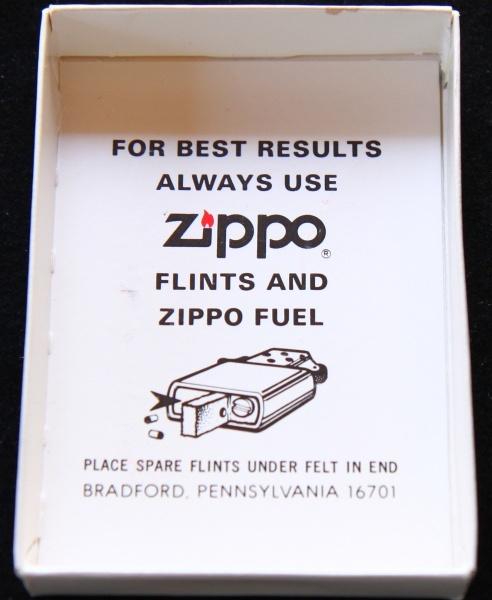 FOR BEST RESULTS
ALWAYS USE
Zippo®
FLINTS AND
ZIPPO FUEL
PLACE SPARE FLINTS UNDER FELT IN END
BRADFORD, PENNSYLVANIA 16701